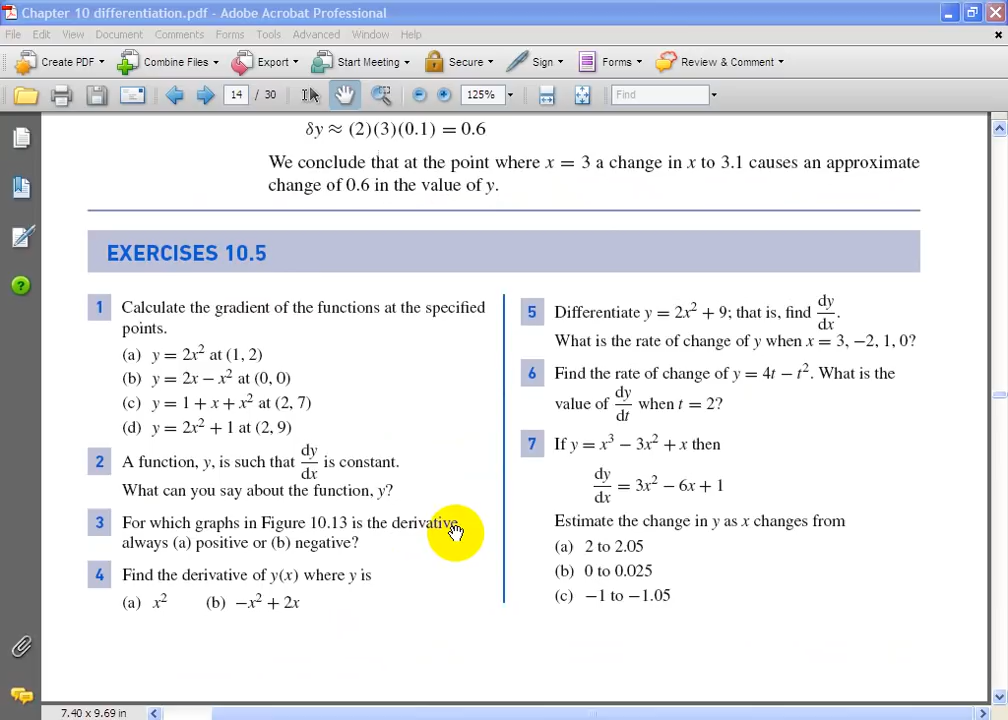 Chapter 10 differentiation.pdf - Adobe Acrobat Professional
File Edit View Document Comments Forms Tools Advanced Window Help
Create PDF Combine Files Export Start Meeting Secure Sign Forms Review & Comment
14 / 30 125% Find
δy ≈ (2)(3)(0.1) = 0.6
We conclude that at the point where x = 3 a change in x to 3.1 causes an approximate
change of 0.6 in the value of y.
EXERCISES 10.5
1 Calculate the gradient of the functions at the specified
points.
(a) y = 2x² at (1, 2)
(b) y = 2x − x² at (0, 0)
(c) y = 1 + x + x² at (2, 7)
(d) y = 2x² + 1 at (2, 9)
2 A function, y, is such that dy/dx is constant.
What can you say about the function, y?
3 For which graphs in Figure 10.13 is the derivative
always (a) positive or (b) negative?
4 Find the derivative of y(x) where y is
(a) x² (b) −x² + 2x
5 Differentiate y = 2x² + 9; that is, find dy/dx.
What is the rate of change of y when x = 3, −2, 1, 0?
6 Find the rate of change of y = 4t − t². What is the
value of dy/dt when t = 2?
7 If y = x³ − 3x² + x then
dy/dx = 3x² − 6x + 1
Estimate the change in y as x changes from
(a) 2 to 2.05
(b) 0 to 0.025
(c) −1 to −1.05
7.40 x 9.69 in